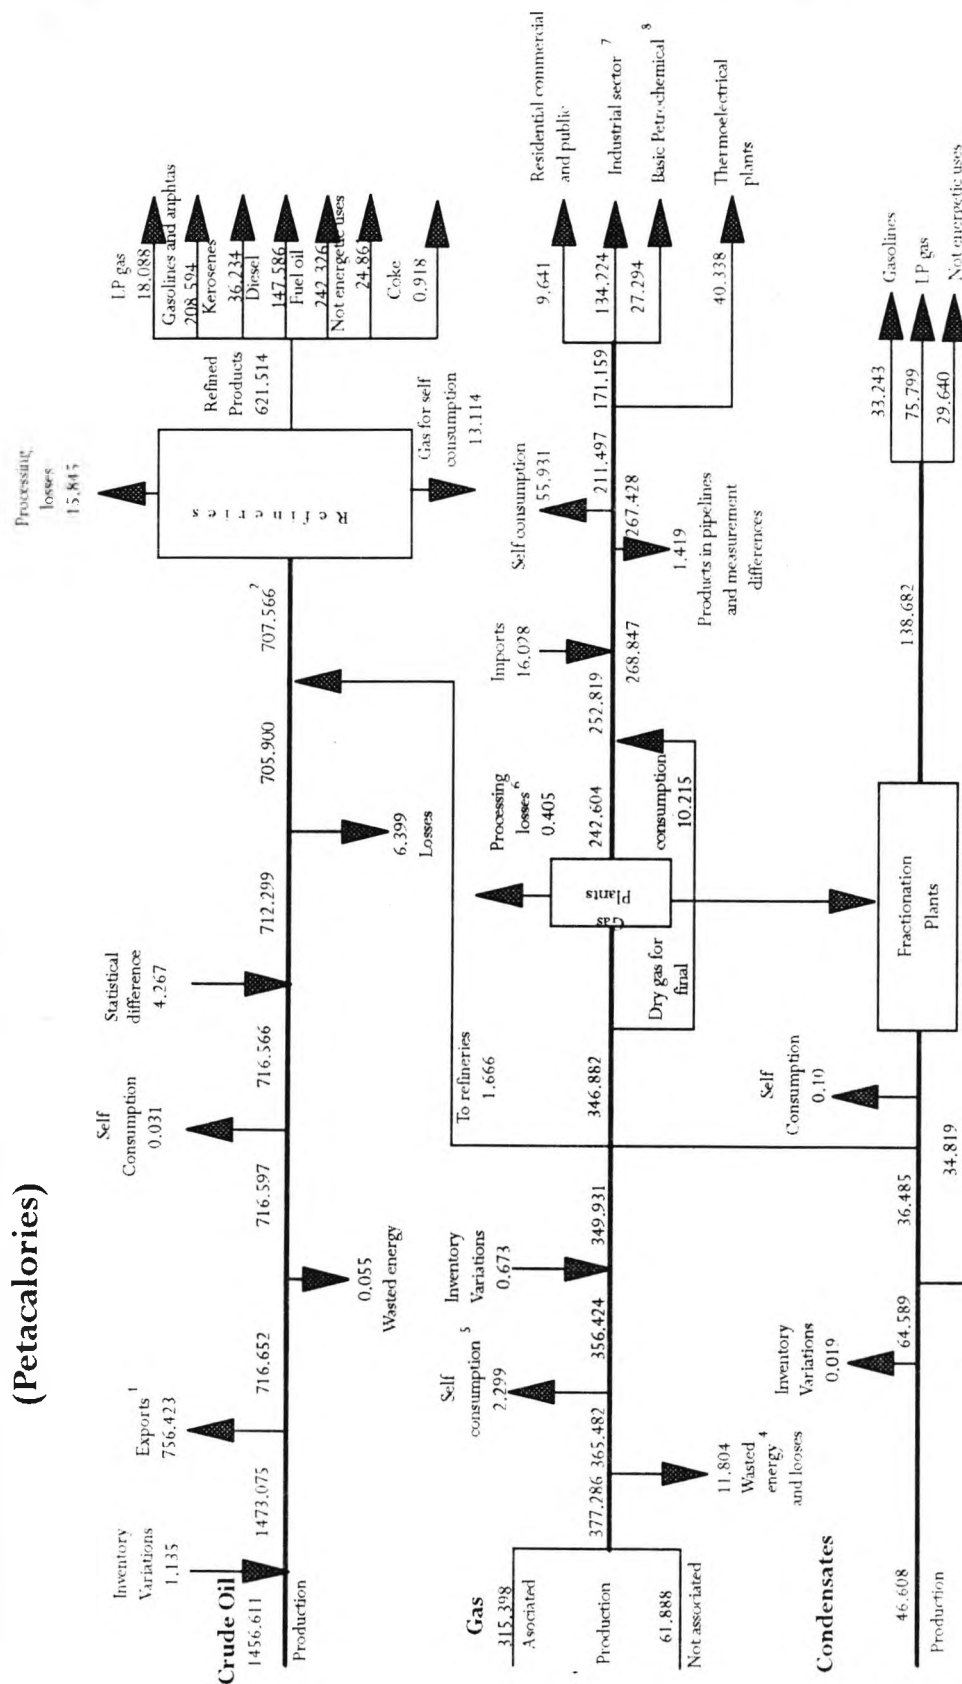 (Petacalories)
Crude Oil
1456.611
Production
Inventory
Variations
1.135
1473.075
Exports 1
756.423
716.652
0.055
Wasted energy
716.597
Self
Consumption
0.031
716.566
Statistical
difference
4.267
712.299
6.399
Losses
705.900
707.566 2
Refineries
Processing
losses
15.845
Gas for self
consumption
13.114
Refined
Products
621.514
LP gas
18.088
Gasolines and anphtas
208.594
Kerosenes
36.234
Diesel
147.586
Fuel oil
242.326
Not energetic uses
24.861
Coke
0.918
Gas
315.398
Asociated
Production
61.888
Not associated
377.286
11.804
Wasted 4
energy
and looses
365.482
Self
consumption 5
2.299
356.424
Inventory
Variations
0.673
349.931
To refineries
1.666
346.882
Dry gas for
final
consumption
10.215
Gas
Plants
Processing
losses 6
0.405
242.604
252.819
Imports
16.028
268.847
1.419
Products in pipelines
and measurement
differences
267.428
Self consumption
55.931
211.497
171.159
9.641
Residential commercial
and public
134.224
Industrial sector 7
27.294
Basic Petrochemical 8
40.338
Thermoelectrical
plants
Condensates
46.608
Production
Inventory
Variations
0.019
64.589
36.485
34.819
Self
Consumption
0.10
Fractionation
Plants
138.682
33.243
Gasolines
75.799
LP gas
29.640
Not energetic uses